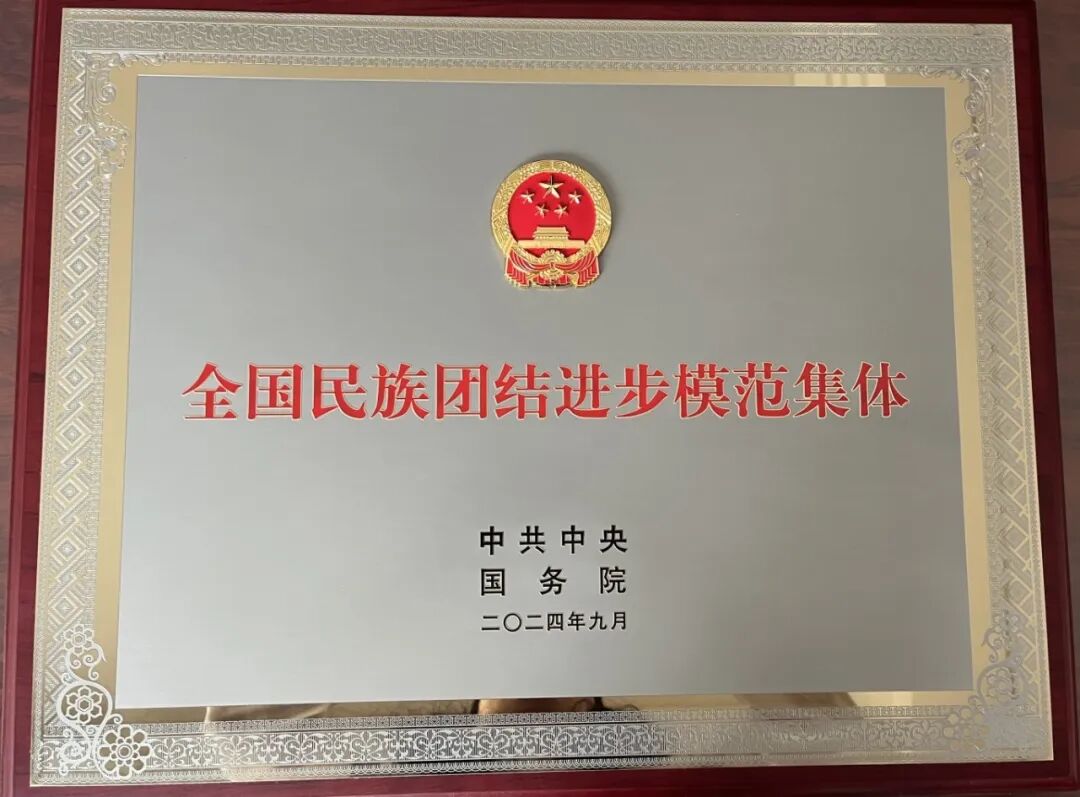 全国民族团结进步模范集体
中共中央
国务院
二〇二四年九月